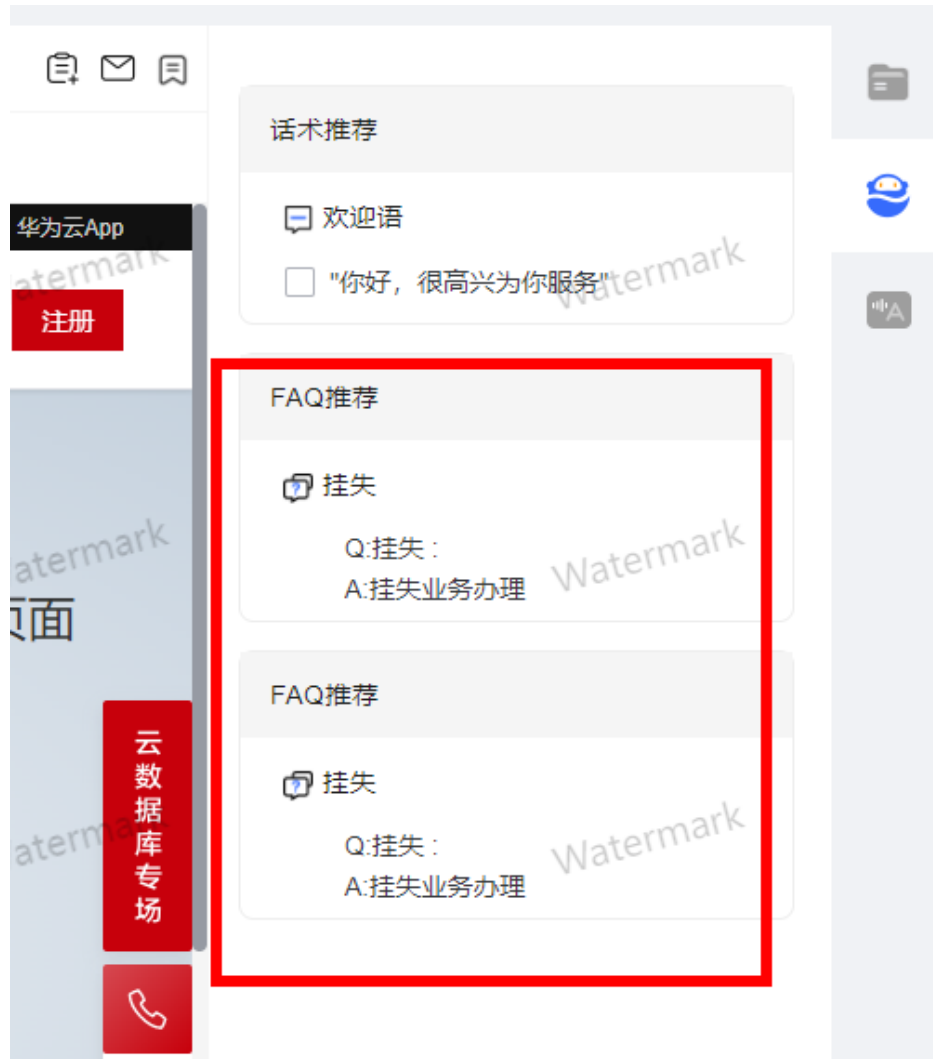 华为云App
注册
页面
云数据库专场
话术推荐
欢迎语
"你好，很高兴为你服务"
FAQ推荐
挂失
Q:挂失：
A:挂失业务办理
FAQ推荐
挂失
Q:挂失：
A:挂失业务办理
A
atermark
Watermark
atermark
Watermark
atermark
Watermark